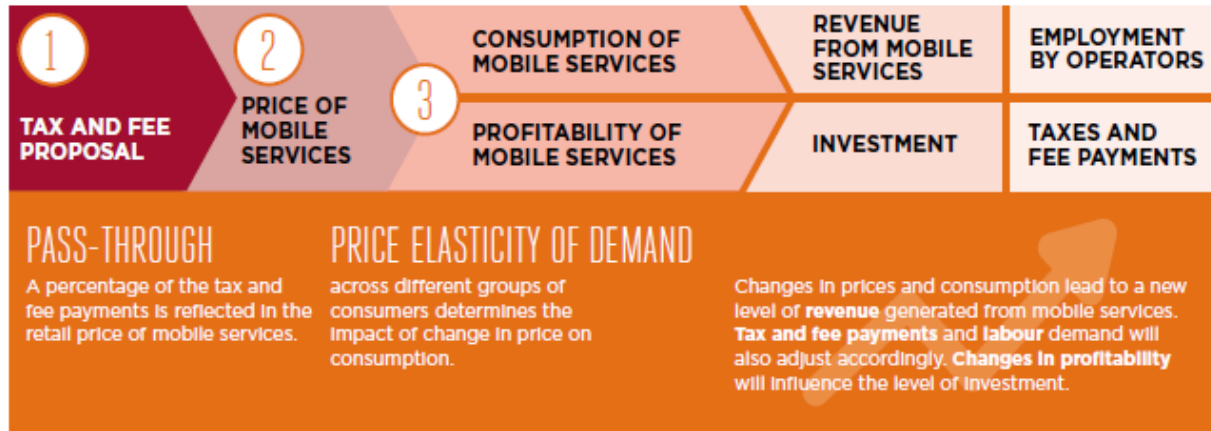 1
TAX AND FEE
PROPOSAL
2
PRICE OF
MOBILE
SERVICES
3
CONSUMPTION OF
MOBILE SERVICES
PROFITABILITY OF
MOBILE SERVICES
REVENUE
FROM MOBILE
SERVICES
INVESTMENT
EMPLOYMENT
BY OPERATORS
TAXES AND
FEE PAYMENTS
PASS-THROUGH
A percentage of the tax and
fee payments is reflected in the
retail price of mobile services.
PRICE ELASTICITY OF DEMAND
across different groups of
consumers determines the
impact of change in price on
consumption.
Changes in prices and consumption lead to a new
level of revenue generated from mobile services.
Tax and fee payments and labour demand will
also adjust accordingly. Changes in profitability
will influence the level of investment.